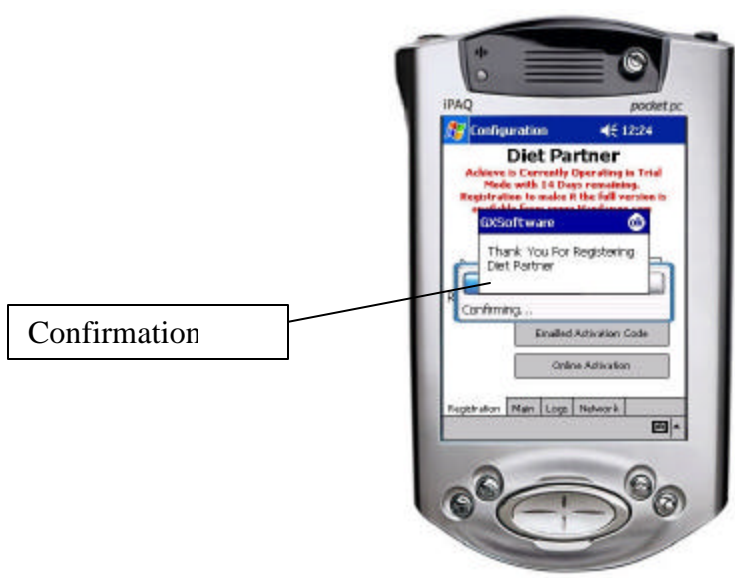 iPAQ
pocket pc
Configuration
12:24
Diet Partner
Achieve is Currently Operating in Trial
Mode with 14 Days remaining.
Registration to make it the full version is
GXSoftware
ok
Thank You For Registering
Diet Partner
Confirming...
Confirmation
Emailed Activation Code
Online Activation
Registration Main Logs Network